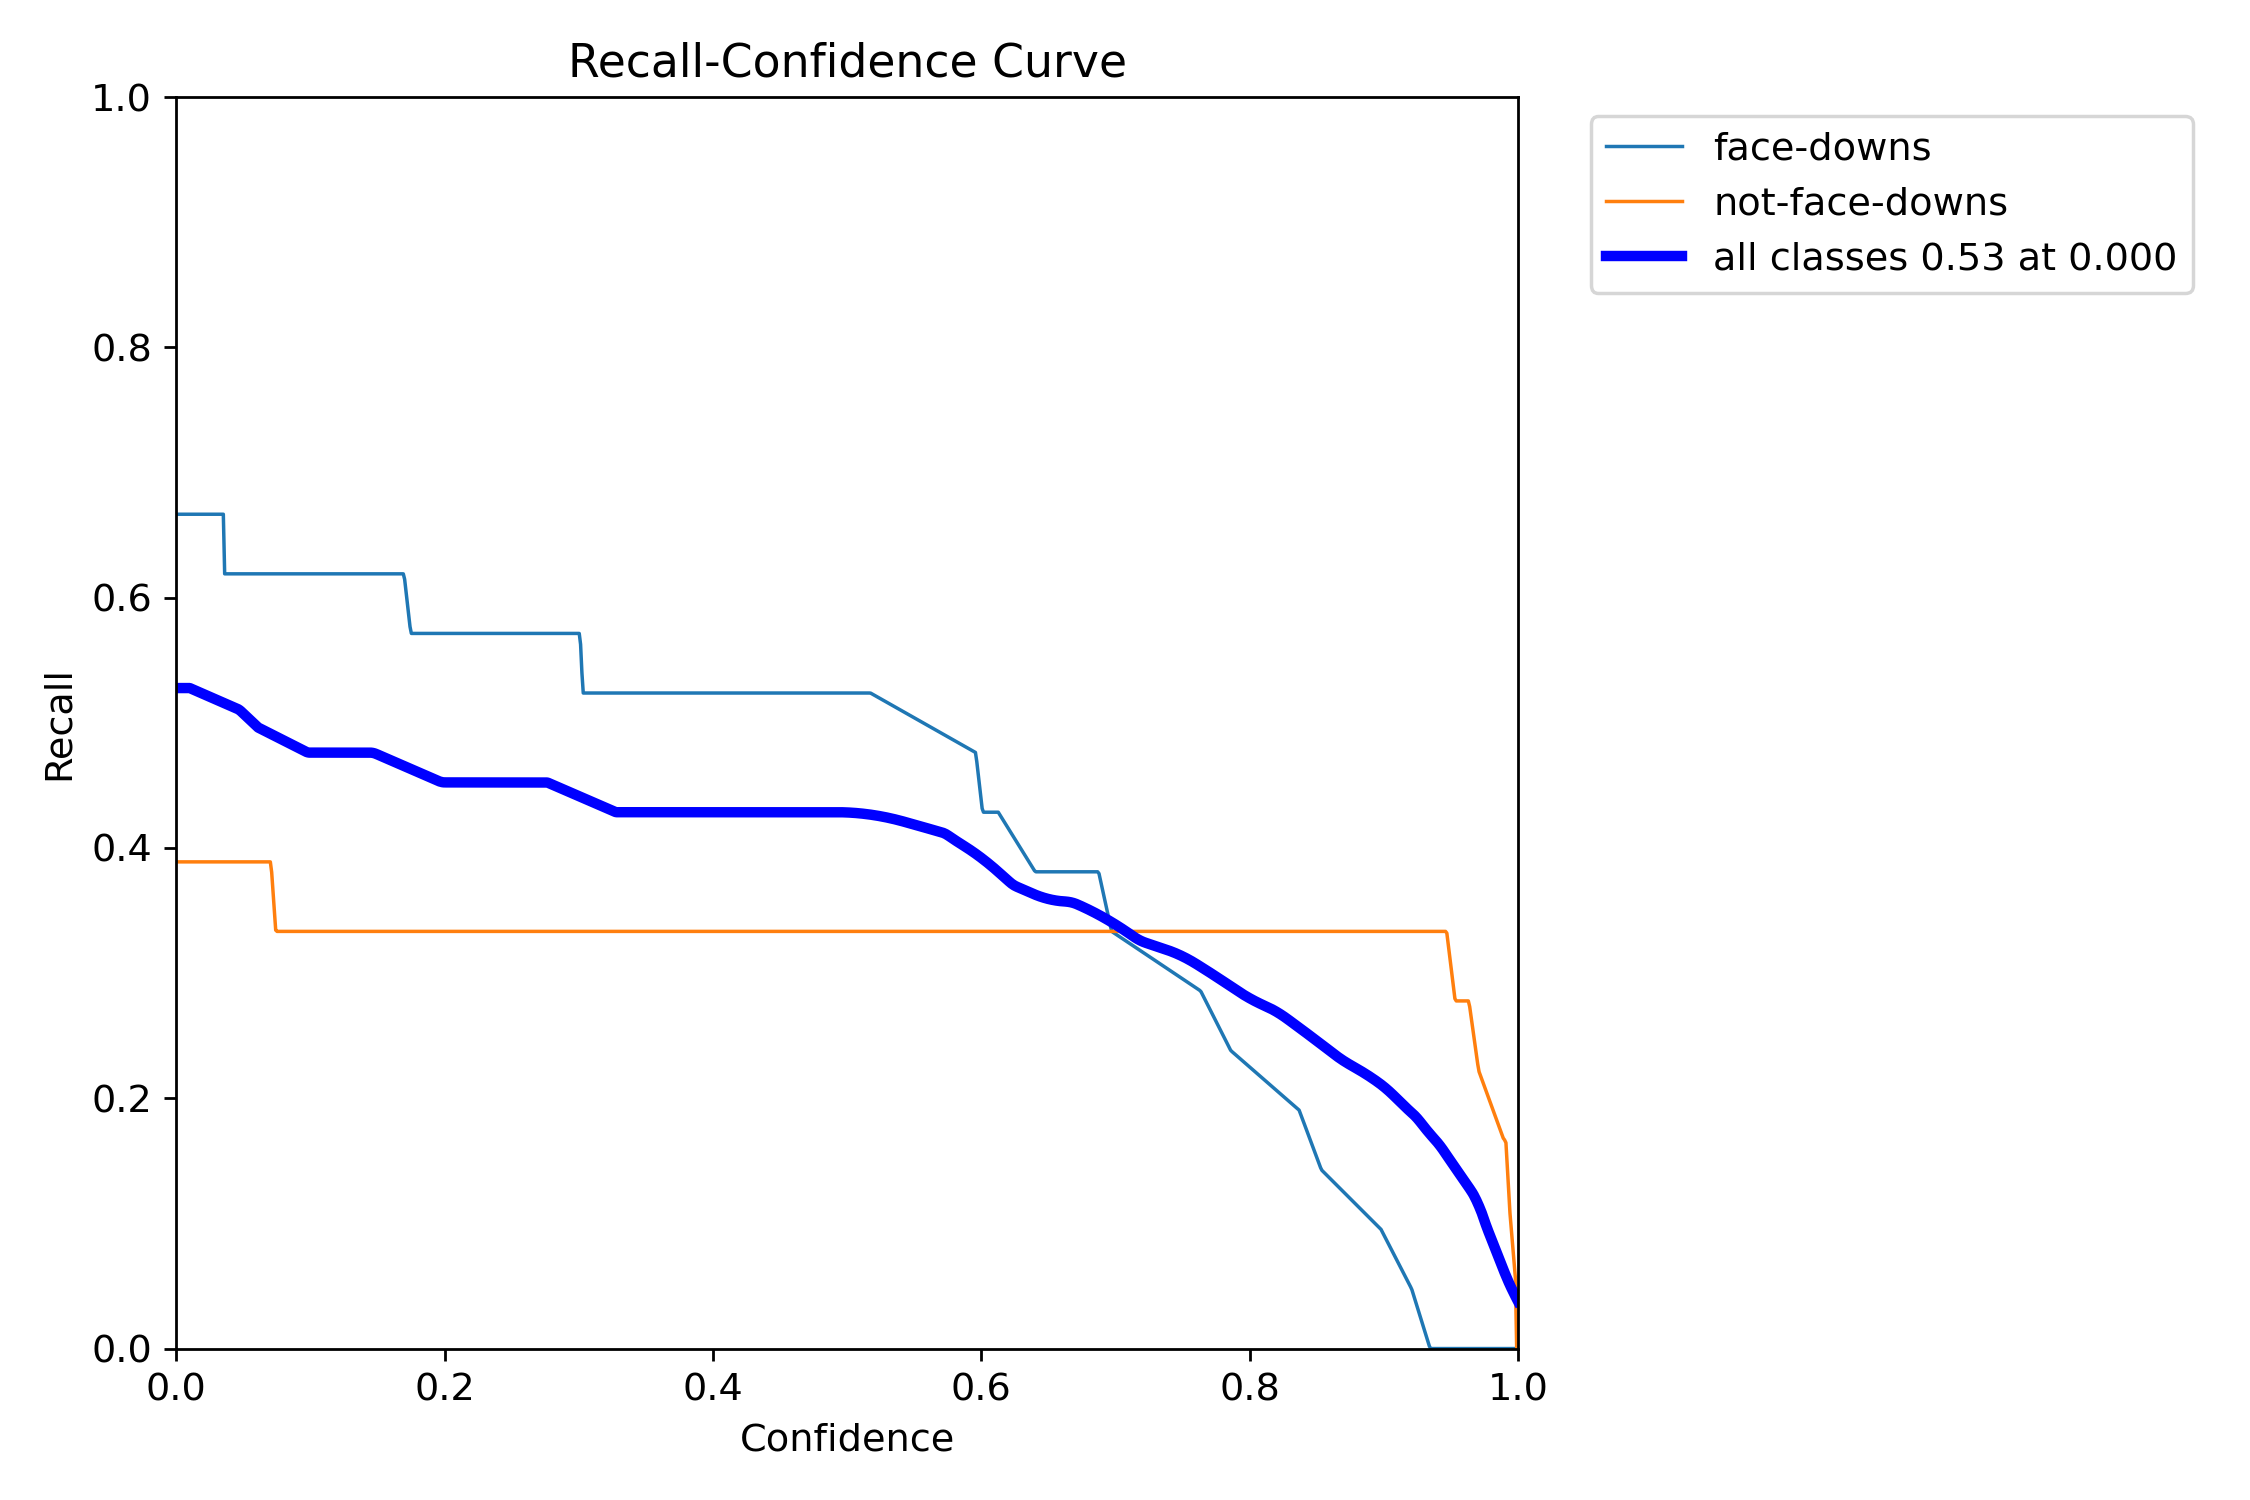 Recall-Confidence Curve
1.0
0.8
0.6
0.4
0.2
0.0
Recall
0.0 0.2 0.4 0.6 0.8 1.0
Confidence
face-downs
not-face-downs
all classes 0.53 at 0.000